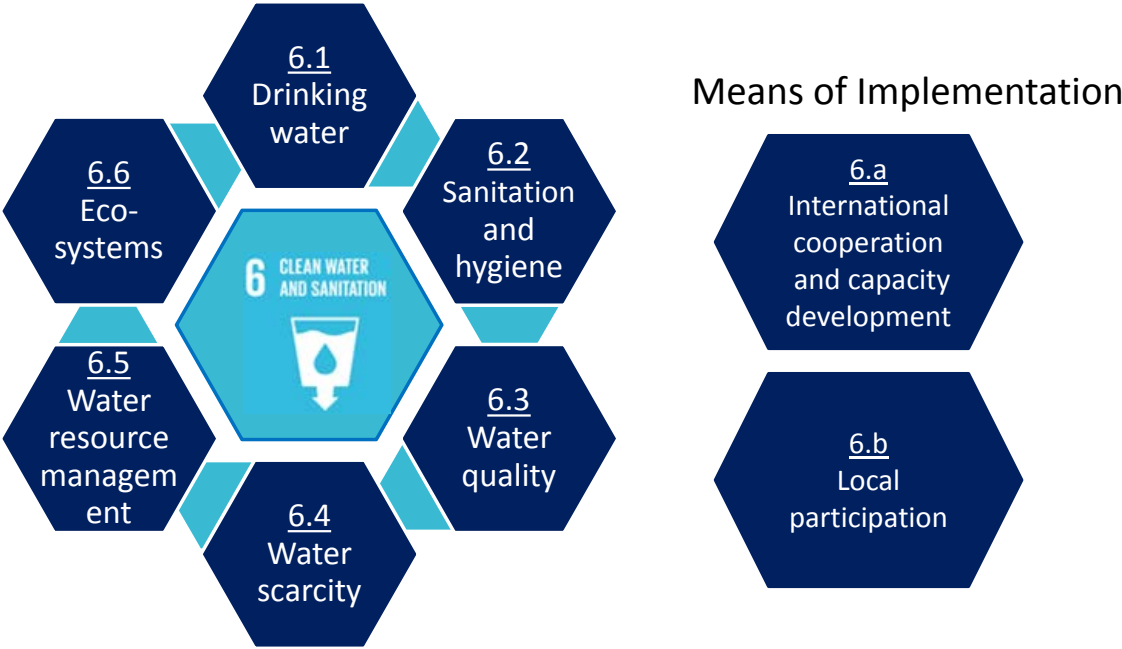 6.1
Drinking
water
6.2
Sanitation
and
hygiene
6.3
Water
quality
6.4
Water
scarcity
6.5
Water
resource
managem
ent
6.6
Eco-
systems
6 CLEAN WATER
AND SANITATION
Means of Implementation
6.a
International
cooperation
and capacity
development
6.b
Local
participation